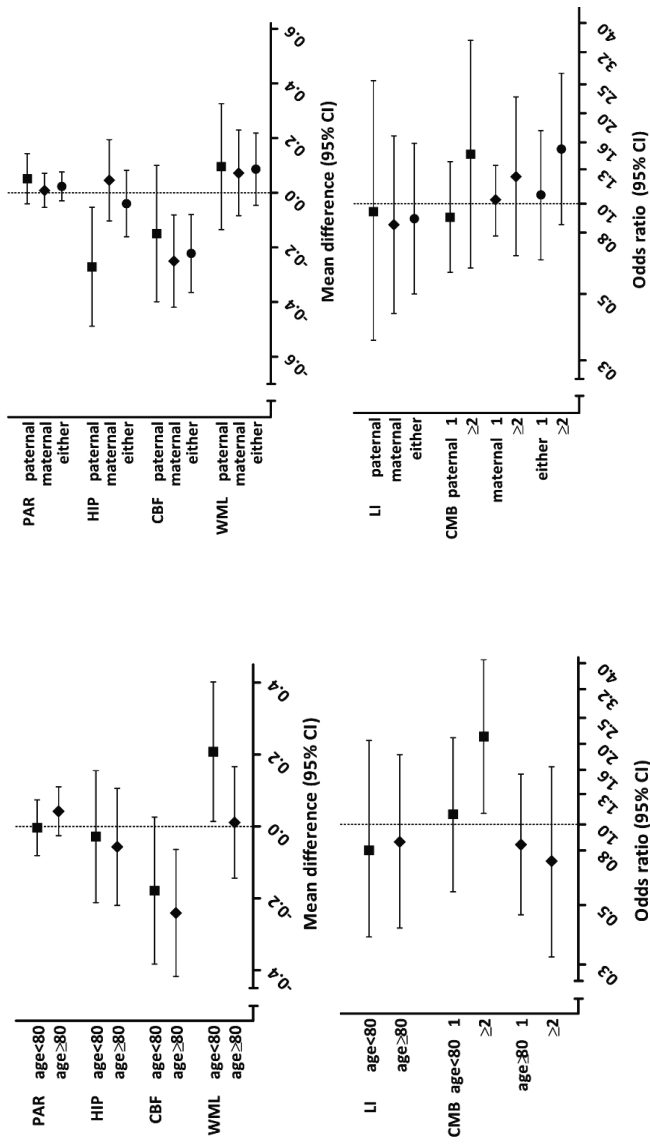 PAR paternal
maternal
either
HIP paternal
maternal
either
CBF paternal
maternal
either
WML paternal
maternal
either
-0.6 -0.4 -0.2 0.0 0.2 0.4 0.6
Mean difference (95% CI)
LI paternal
maternal
either
CMB paternal 1
≥2
maternal 1
≥2
either 1
≥2
0.3 0.5 0.8 1.0 1.3 1.6 2.0 2.5 3.2 4.0
Odds ratio (95% CI)
PAR age<80
age≥80
HIP age<80
age≥80
CBF age<80
age≥80
WML age<80
age≥80
-0.4 -0.2 0.0 0.2 0.4
Mean difference (95% CI)
LI age<80
age≥80
CMB age<80 1
≥2
age≥80 1
≥2
0.3 0.5 0.8 1.0 1.3 1.6 2.0 2.5 3.2 4.0
Odds ratio (95% CI)